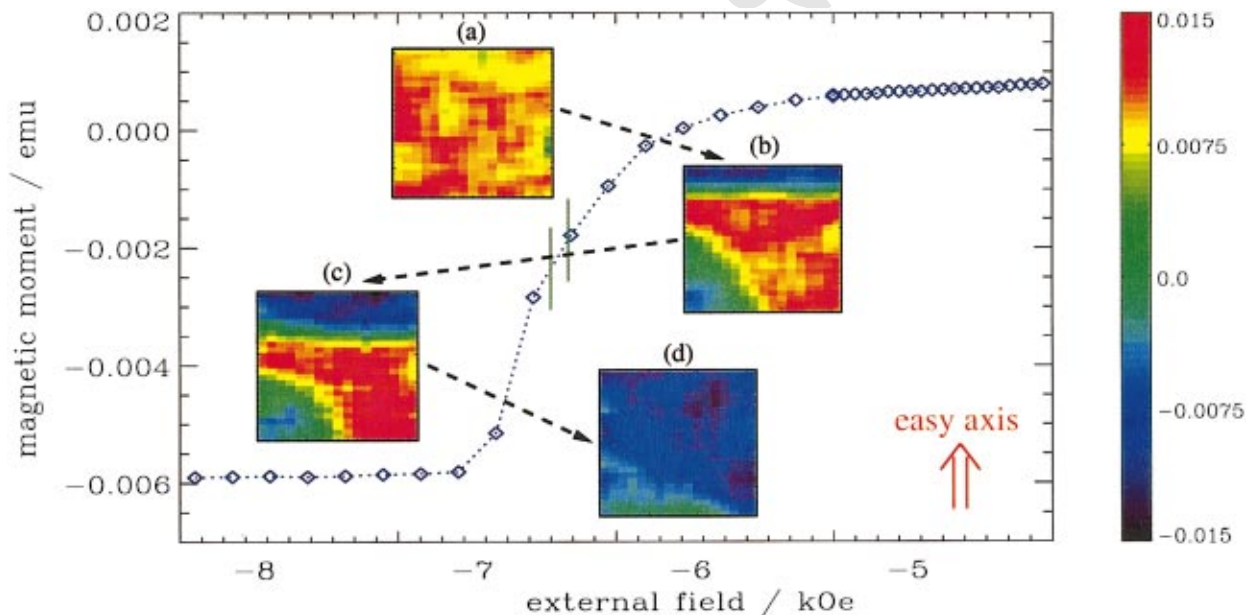 0.002
0.000
−0.002
−0.004
−0.006
magnetic moment / emu
(a)
(b)
(c)
(d)
easy axis
−8
−7
−6
−5
external field / kOe
0.015
0.0075
0.0
−0.0075
−0.015